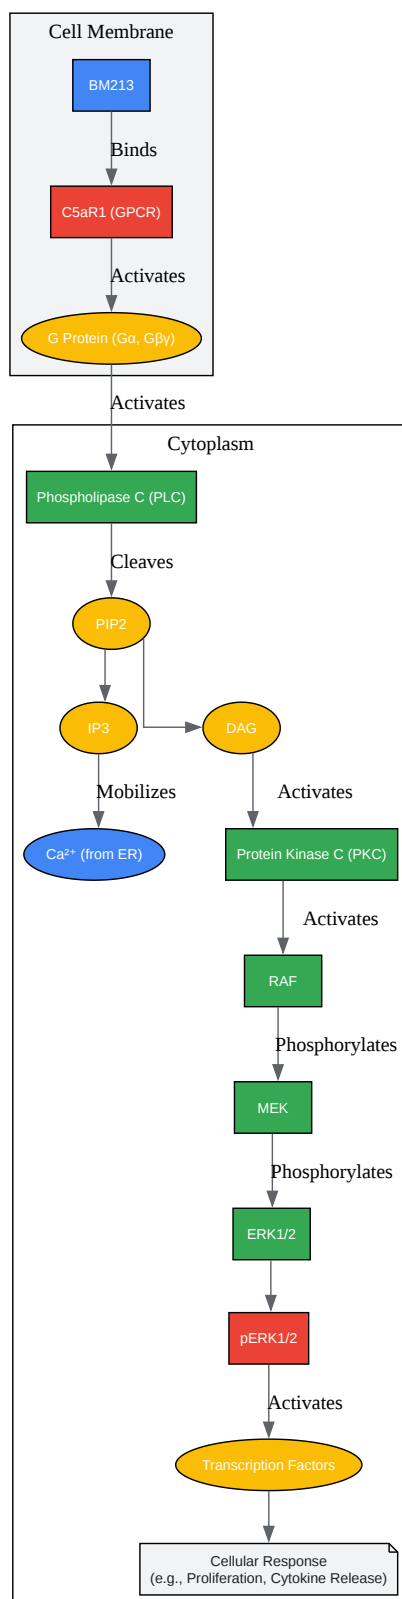 Cell Membrane
BM213
Binds
C5aR1 (GPCR)
Activates
G Protein (Gα, Gβγ)
Activates
Cytoplasm
Phospholipase C (PLC)
Cleaves
PIP2
IP3
DAG
Mobilizes
Activates
Ca²⁺ (from ER)
Protein Kinase C (PKC)
Activates
RAF
Phosphorylates
MEK
Phosphorylates
ERK1/2
pERK1/2
Activates
Transcription Factors
Cellular Response
(e.g., Proliferation, Cytokine Release)